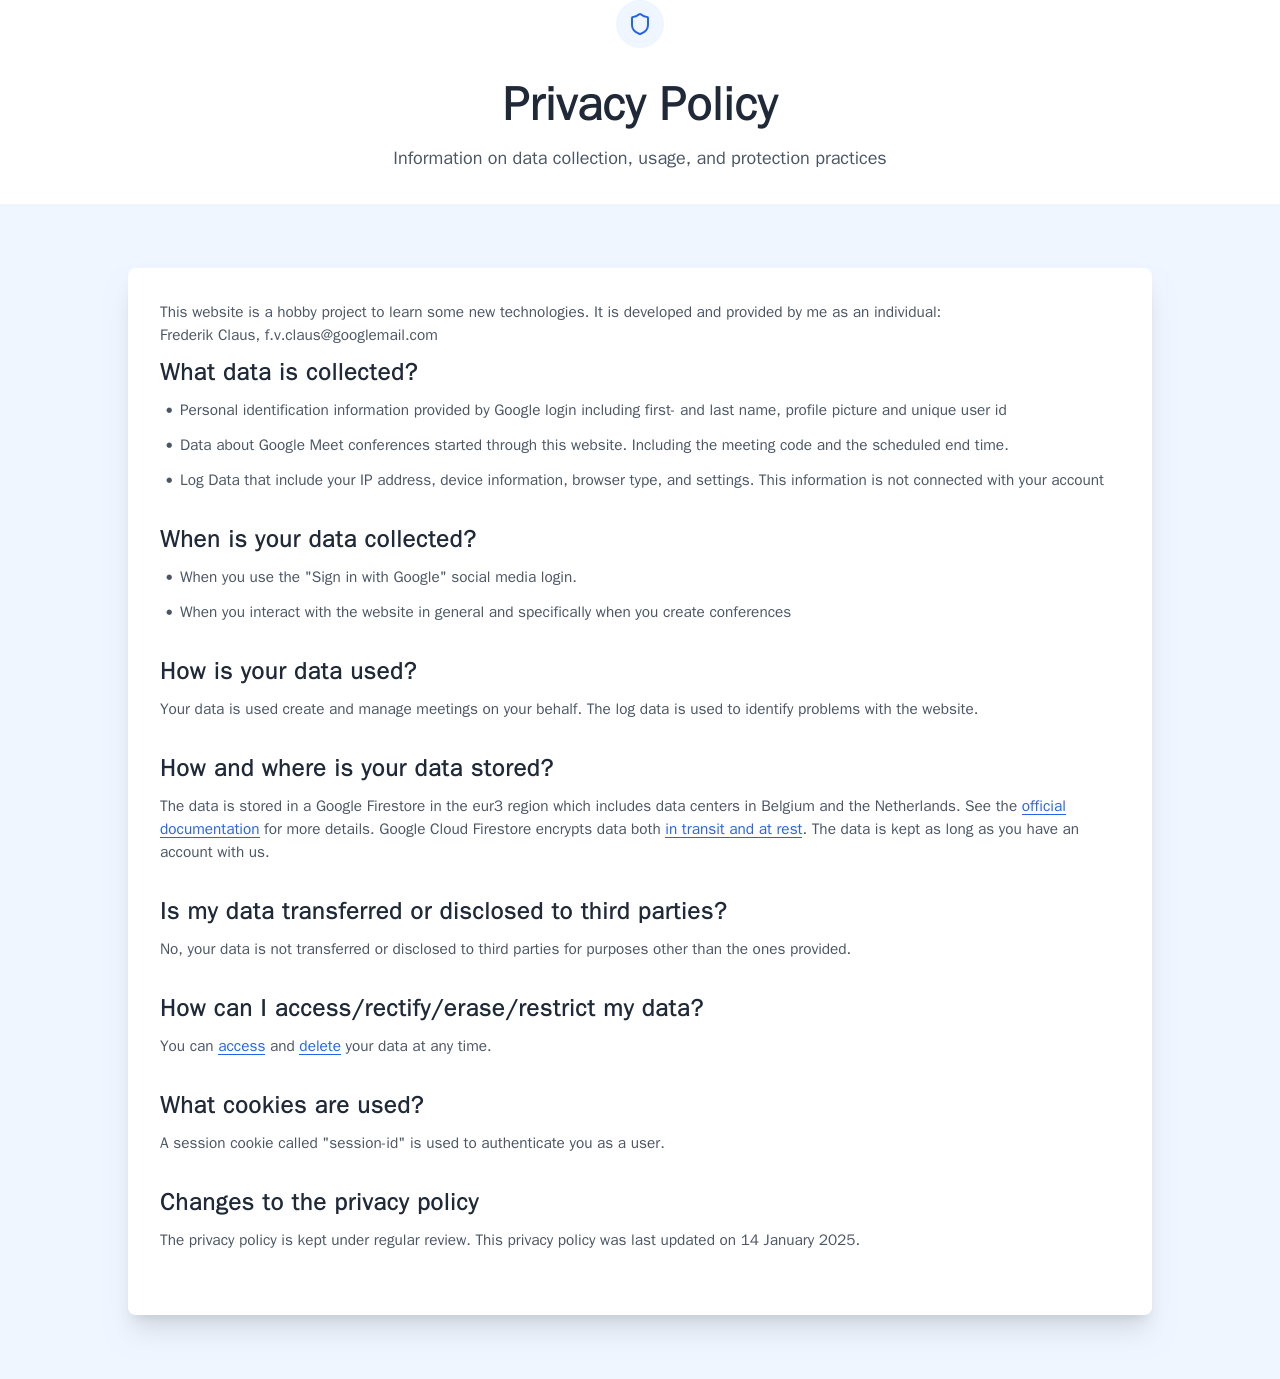 Privacy Policy
Information on data collection, usage, and protection practices
This website is a hobby project to learn some new technologies. It is developed and provided by me as an individual:
Frederik Claus, f.v.claus@googlemail.com
What data is collected?
• Personal identification information provided by Google login including first- and last name, profile picture and unique user id
• Data about Google Meet conferences started through this website. Including the meeting code and the scheduled end time.
• Log Data that include your IP address, device information, browser type, and settings. This information is not connected with your account
When is your data collected?
• When you use the "Sign in with Google" social media login.
• When you interact with the website in general and specifically when you create conferences
How is your data used?
Your data is used create and manage meetings on your behalf. The log data is used to identify problems with the website.
How and where is your data stored?
The data is stored in a Google Firestore in the eur3 region which includes data centers in Belgium and the Netherlands. See the official
documentation for more details. Google Cloud Firestore encrypts data both in transit and at rest. The data is kept as long as you have an
account with us.
Is my data transferred or disclosed to third parties?
No, your data is not transferred or disclosed to third parties for purposes other than the ones provided.
How can I access/rectify/erase/restrict my data?
You can access and delete your data at any time.
What cookies are used?
A session cookie called "session-id" is used to authenticate you as a user.
Changes to the privacy policy
The privacy policy is kept under regular review. This privacy policy was last updated on 14 January 2025.